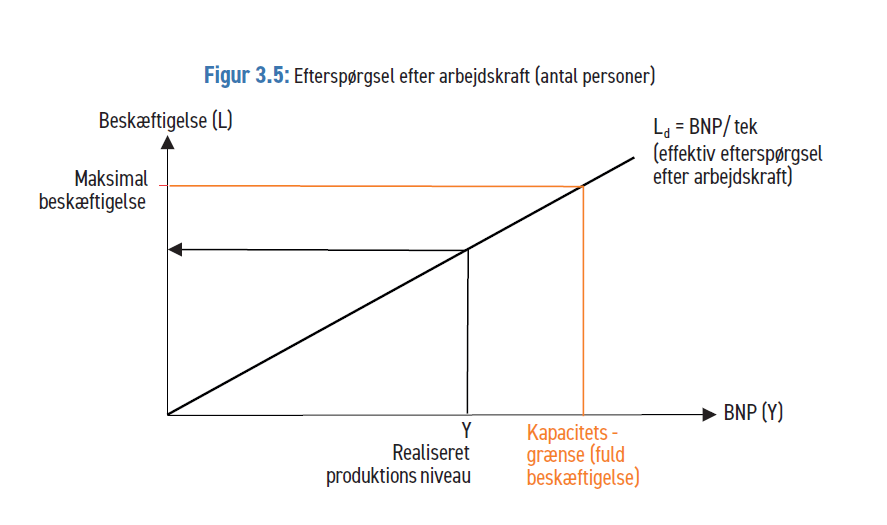 Figur 3.5: Efterspørgsel efter arbejdskraft (antal personer)
Beskæftigelse (L)
L_d = BNP/ tek
(effektiv efterspørgsel
efter arbejdskraft)
Maksimal
beskæftigelse
BNP (Y)
Y
Realiseret
produktions niveau
Kapacitets -
grænse (fuld
beskæftigelse)